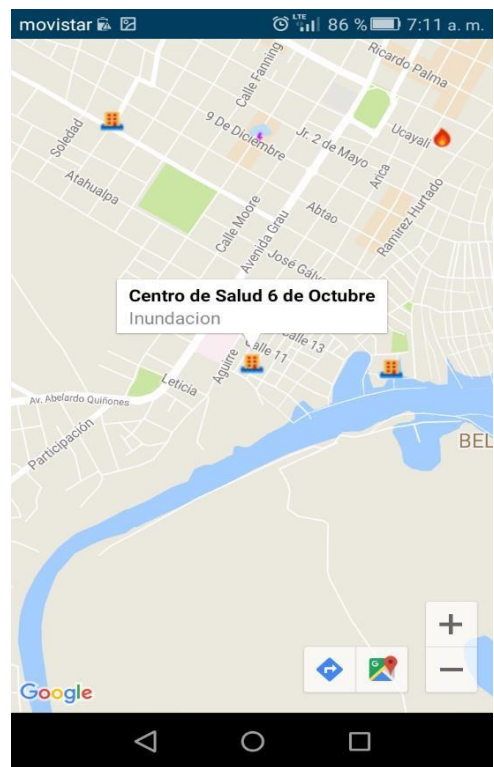 movistar LTE 86 % 7:11 a. m.
Calle Fanning
Ricardo Palma
Soledad
9 De Diciembre
Jr. 2 de Mayo
Ucayali
Atahualpa
Arica
Ramirez Hurtado
Calle Moore
Abtao
Avenida Grau
José Gálv
Centro de Salud 6 de Octubre
Inundacion
Calle 13
Calle 11
Aguirre
Leticia
Av. Abelardo Quiñones
Participación
BEL
+
−
Google